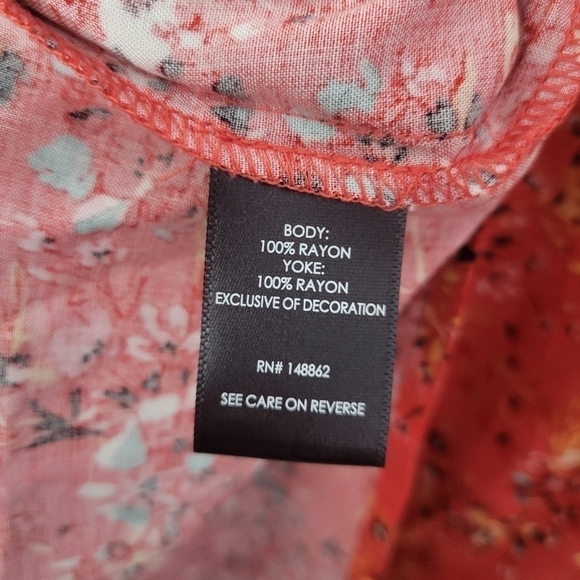 BODY:
100% RAYON
YOKE:
100% RAYON
EXCLUSIVE OF DECORATION
RN# 148862
SEE CARE ON REVERSE